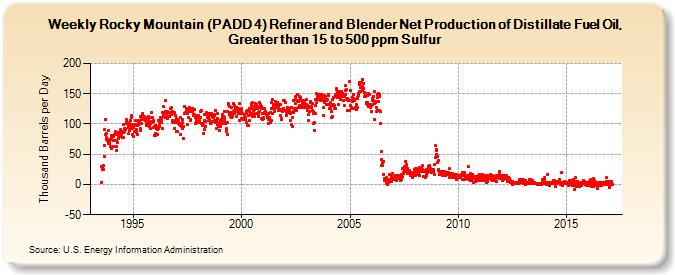 Weekly Rocky Mountain (PADD 4) Refiner and Blender Net Production of Distillate Fuel Oil,
Greater than 15 to 500 ppm Sulfur
Thousand Barrels per Day
200
150
100
50
0
-50
1995
2000
2005
2010
2015
Source: U.S. Energy Information Administration